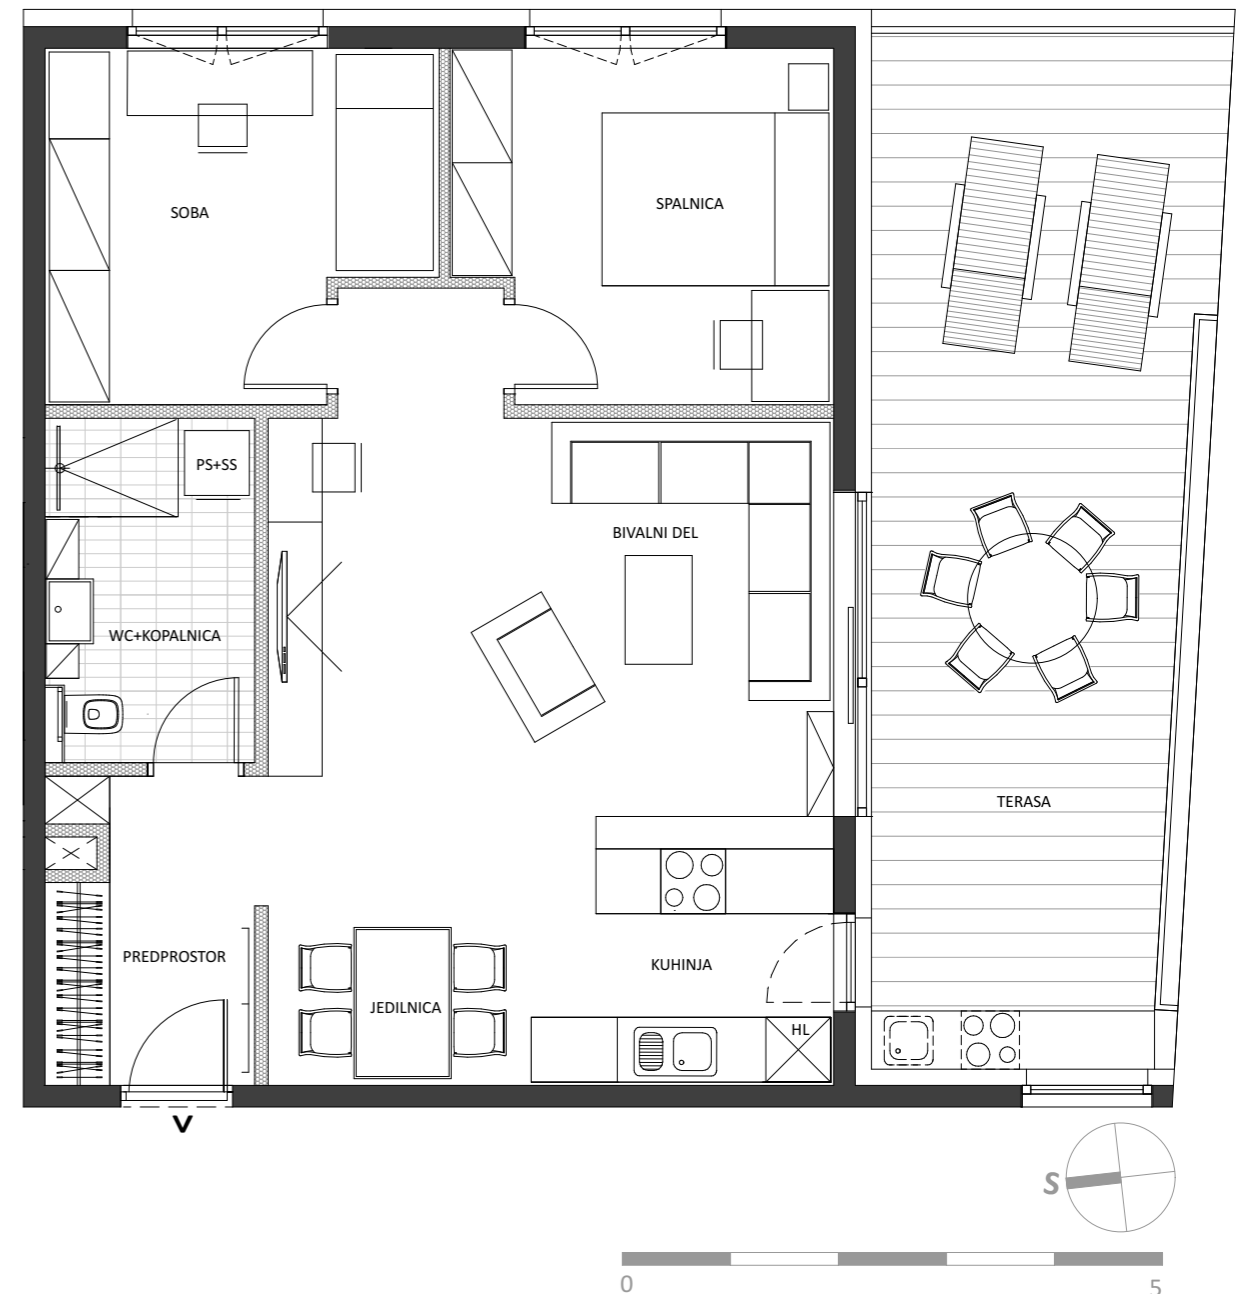 SOBA
SPALNICA
PS+SS
BIVALNI DEL
WC+KOPALNICA
TERASA
PREDPROSTOR
KUHINJA
JEDILNICA
HL
V
S
0
5